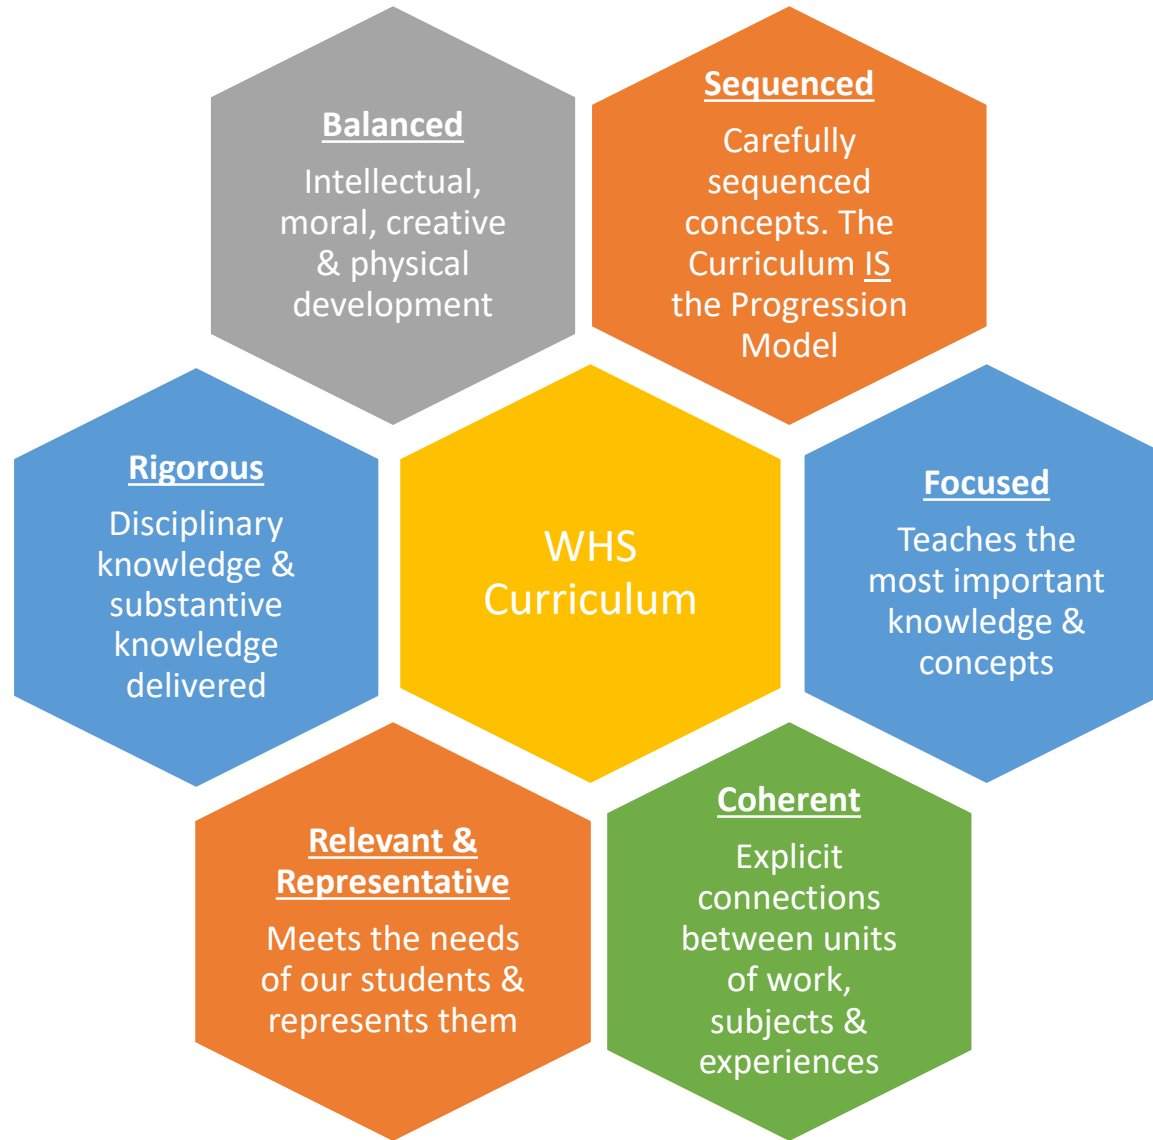 Balanced
Intellectual,
moral, creative
& physical
development
Sequenced
Carefully
sequenced
concepts. The
Curriculum IS
the Progression
Model
Rigorous
Disciplinary
knowledge &
substantive
knowledge
delivered
WHS
Curriculum
Focused
Teaches the
most important
knowledge &
concepts
Relevant &
Representative
Meets the needs
of our students &
represents them
Coherent
Explicit
connections
between units
of work,
subjects &
experiences